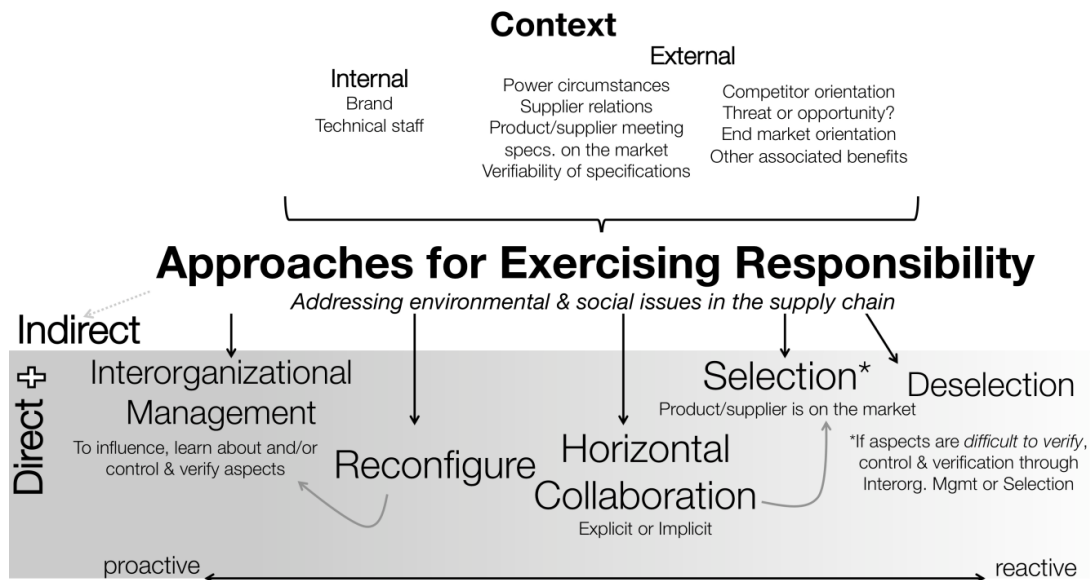 Context
Internal
Brand
Technical staff
External
Power circumstances
Supplier relations
Product/supplier meeting
specs. on the market
Verifiability of specifications
Competitor orientation
Threat or opportunity?
End market orientation
Other associated benefits
Approaches for Exercising Responsibility
Addressing environmental & social issues in the supply chain
Indirect
Direct +
Interorganizational
Management
To influence, learn about and/or
control & verify aspects
Reconfigure
Horizontal
Collaboration
Explicit or Implicit
Selection*
Product/supplier is on the market
Deselection
*If aspects are difficult to verify,
control & verification through
Interorg. Mgmt or Selection
proactive
reactive